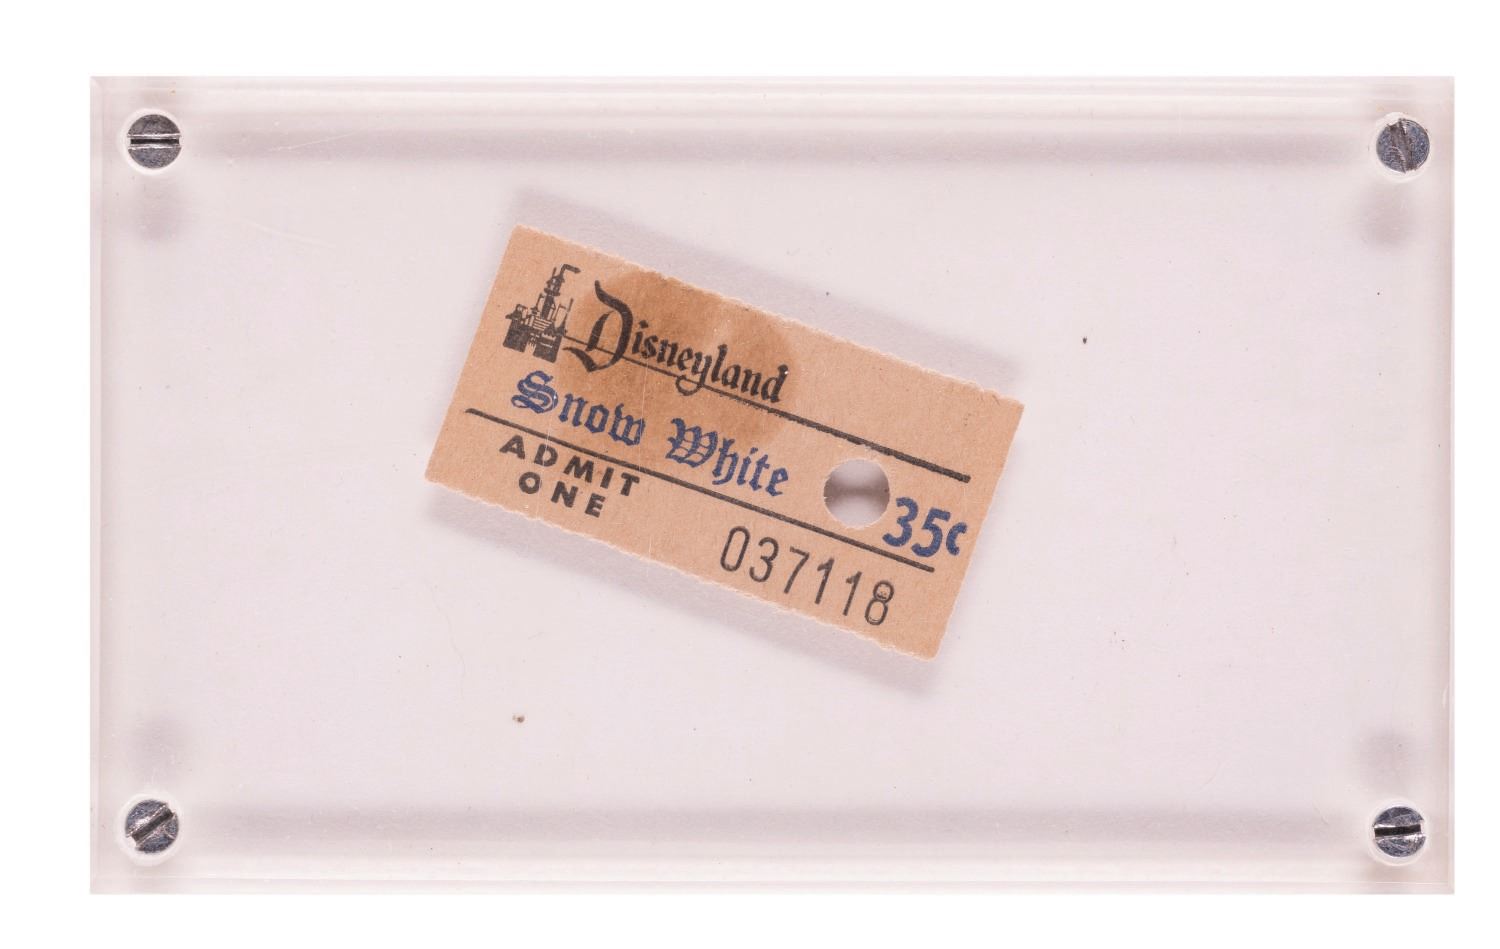 Disneyland
Snow White 35¢
ADMIT
ONE
037118